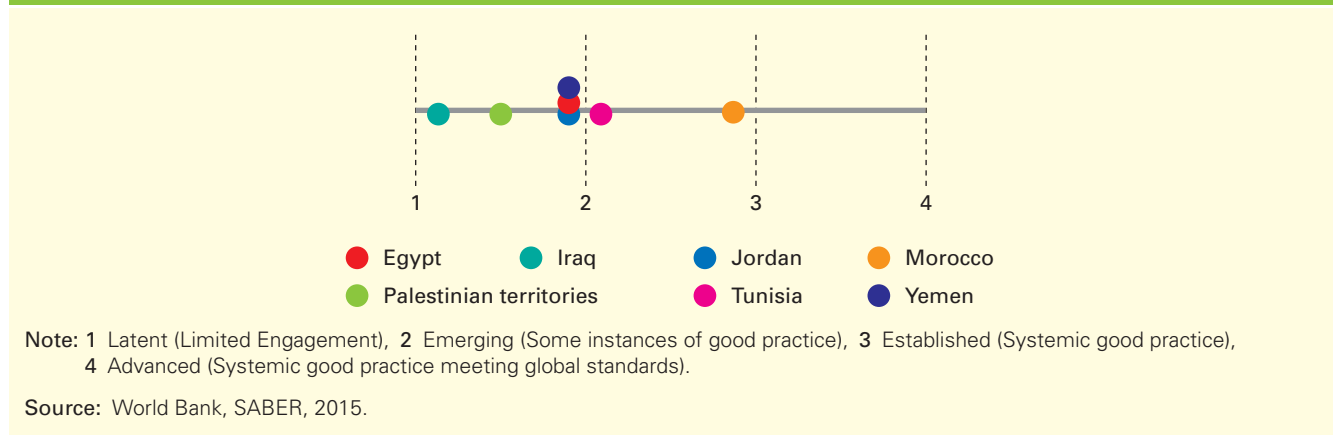 1 2 3 4
Egypt Iraq Jordan Morocco
Palestinian territories Tunisia Yemen
Note: 1 Latent (Limited Engagement), 2 Emerging (Some instances of good practice), 3 Established (Systemic good practice),
4 Advanced (Systemic good practice meeting global standards).
Source: World Bank, SABER, 2015.